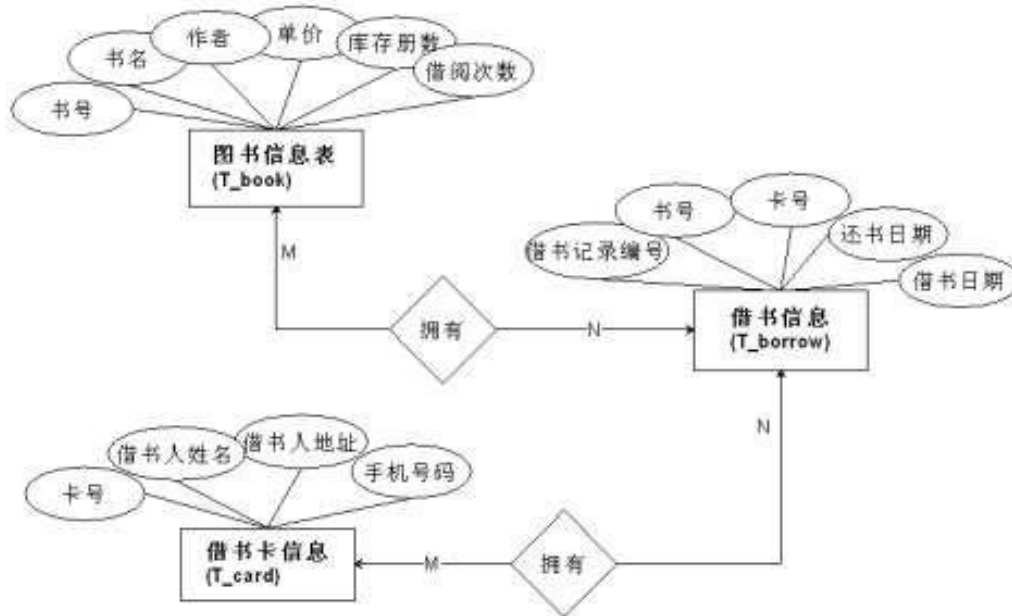 作者
单价
库存册数
书名
借阅次数
书号
图书信息表
(T_book)
卡号
书号
还书日期
借书记录编号
借书日期
M
拥有
N
借书信息
(T_borrow)
N
借书人地址
借书人姓名
手机号码
卡号
借书卡信息
(T_card)
M
拥有